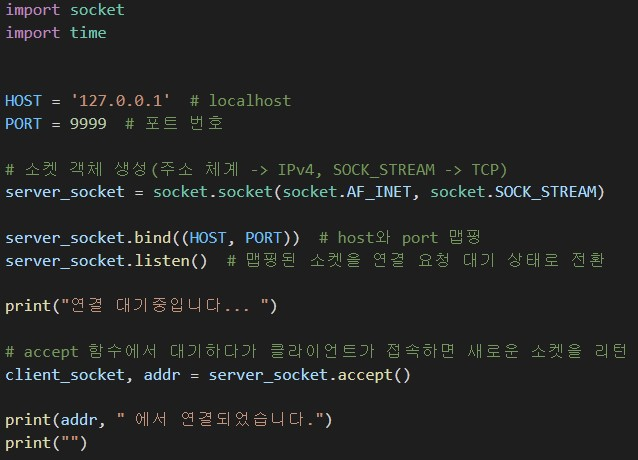 import socket
import time
HOST = '127.0.0.1'  # localhost
PORT = 9999  # 포트 번호
# 소켓 객체 생성(주소 체계 -> IPv4, SOCK_STREAM -> TCP)
server_socket = socket.socket(socket.AF_INET, socket.SOCK_STREAM)
server_socket.bind((HOST, PORT))  # host와 port 맵핑
server_socket.listen()  # 맵핑된 소켓을 연결 요청 대기 상태로 전환
print("연결 대기중입니다... ")
# accept 함수에서 대기하다가 클라이언트가 접속하면 새로운 소켓을 리턴
client_socket, addr = server_socket.accept()
print(addr, " 에서 연결되었습니다.")
print("")